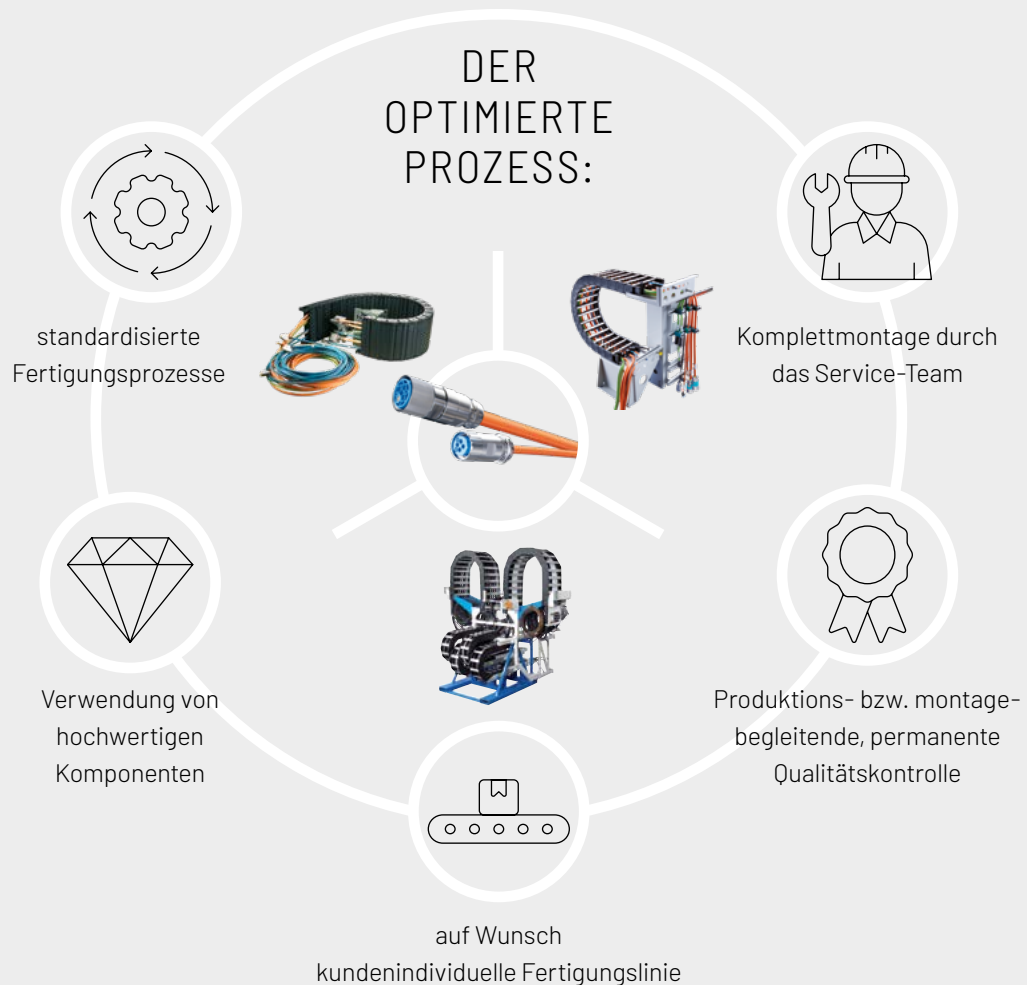 DER
OPTIMIERTE
PROZESS:
standardisierte
Fertigungsprozesse
Komplettmontage durch
das Service-Team
Verwendung von
hochwertigen
Komponenten
Produktions- bzw. montage-
begleitende, permanente
Qualitätskontrolle
auf Wunsch
kundenindividuelle Fertigungslinie